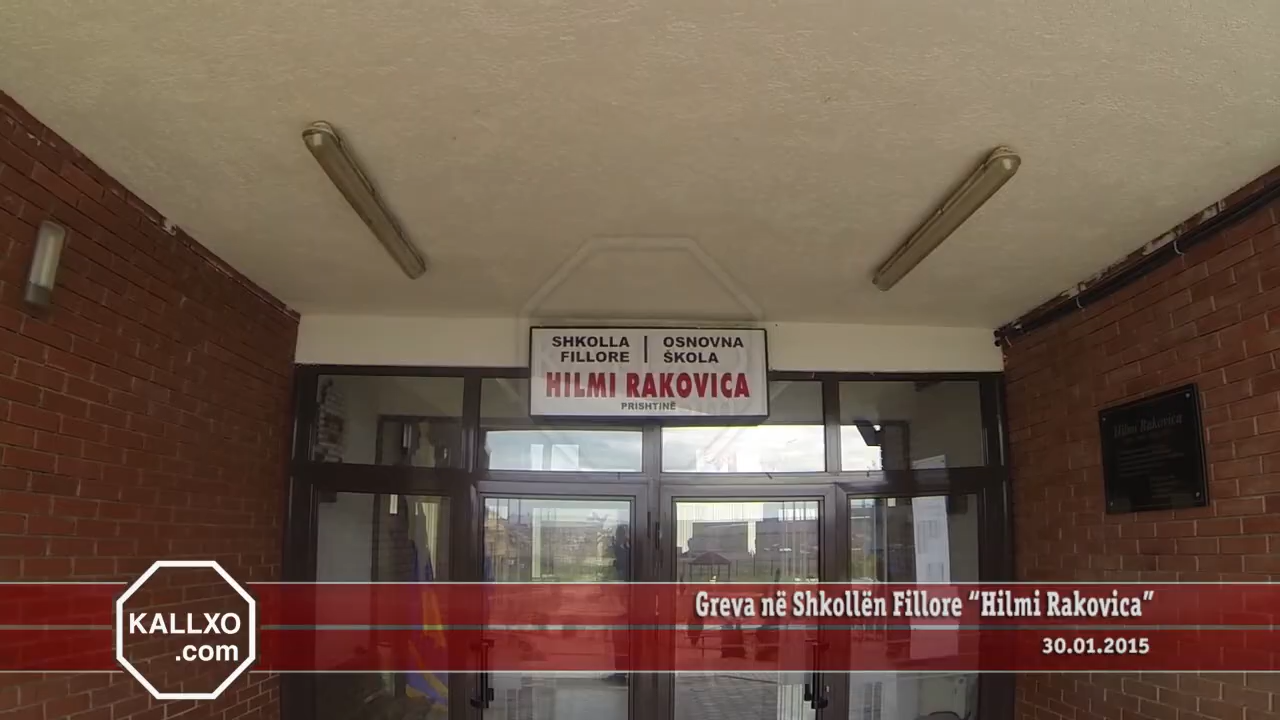 SHKOLLA FILLORE | OSNOVNA ŠKOLA
HILMI RAKOVICA
PRISHTINË
Hilmi Rakovica
Greva në Shkollën Fillore “Hilmi Rakovica”
30.01.2015
KALLXO
.com